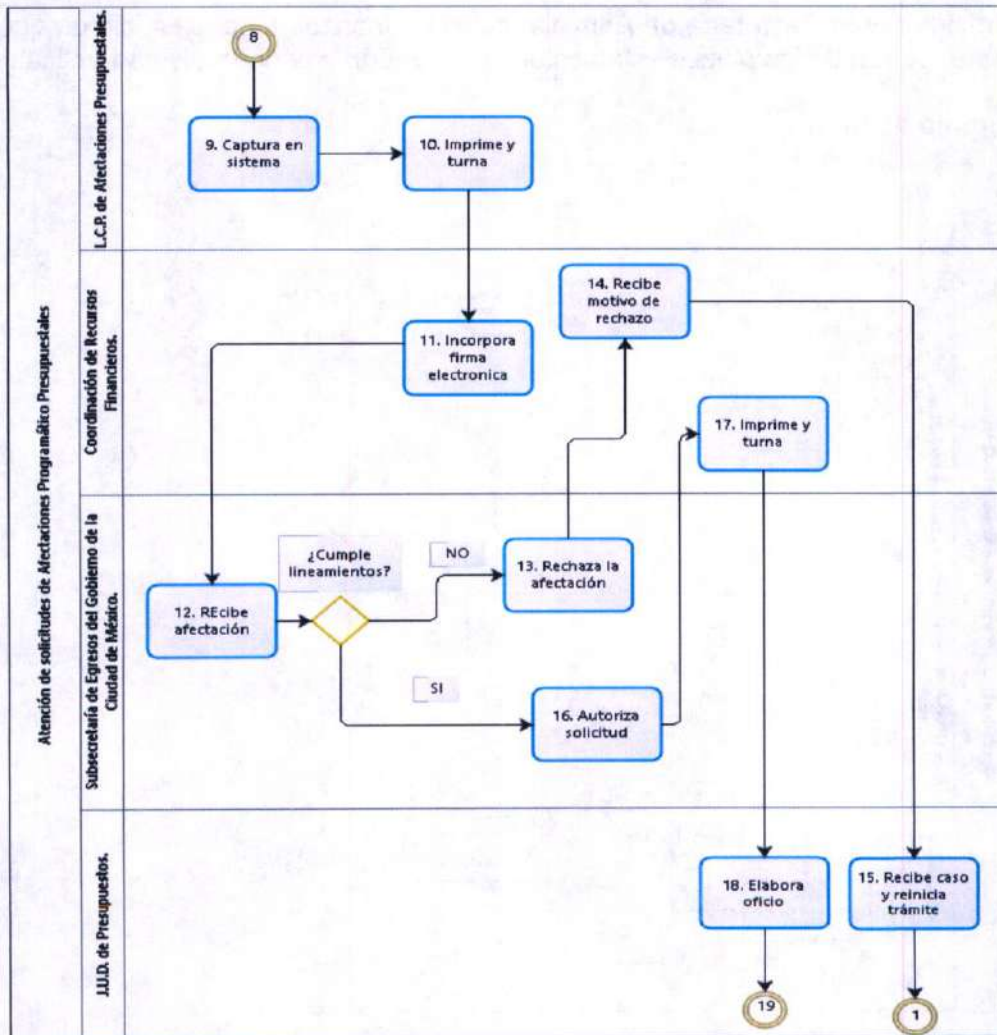 Atención de solicitudes de Afectaciones Programático Presupuestales
L.C.P. de Afectaciones Presupuestales.
8
9. Captura en
sistema
10. Imprime y
turna
Coordinación de Recursos
Financieros.
11. Incorpora
firma
electronica
14. Recibe
motivo de
rechazo
17. Imprime y
turna
Subsecretaría de Egresos del Gobierno de la
Ciudad de México.
12. REcibe
afectación
¿Cumple
lineamientos?
NO
13. Rechaza la
afectación
SI
16. Autoriza
solicitud
J.U.D. de Presupuestos.
18. Elabora
oficio
15. Recibe caso
y reinicia
trámite
19
1